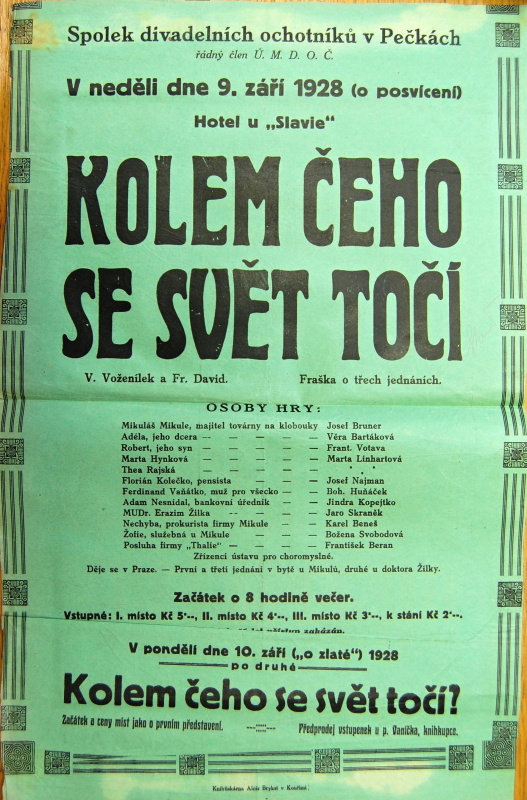 Spolek divadelních ochotníků v Pečkách
řádný člen Ú. M. D. O. Č.
V neděli dne 9. září 1928 (o posvícení)
Hotel u „Slavie"
KOLEM ČEHO
SE SVĚT TOČÍ
V. Voženílek a Fr. David. Fraška o třech jednáních.
OSOBY HRY:
Mikuláš Mikule, majitel továrny na klobouky Josef Bruner
Adéla, jeho dcera — — — — — Věra Bartáková
Robert, jeho syn — — — — — Frant. Votava
Marta Hynková — — — — — Marta Linhartová
Thea Rajská — — — — — . . .
Florián Kolečko, pensista — — — Josef Najman
Ferdinand Vaňátko, muž pro všecko — — Boh. Huňáček
Adam Nesnídal, bankovní úředník — — Jindra Kopejtko
MUDr. Erazim Žilka -- — — — Jaro Skraněk
Nechyba, prokurista firmy Mikule — — Karel Beneš
Žofie, služebná u Mikule — — — Božena Svobodová
Posluha firmy „Thalie" — — — František Beran
Zřízenci ústavu pro choromyslné.
Děje se v Praze. — První a třetí jednání v bytě u Mikulů, druhé u doktora Žilky.
Začátek o 8 hodině večer.
Vstupné: I. místo Kč 5·--, II. místo Kč 4·--, III. místo Kč 3·--, k stání Kč 2·--.
přístup zakázán.
V pondělí dne 10. září („o zlaté") 1928
po druhé
Kolem čeho se svět točí?
Začátek a ceny míst jako o prvním představení. Předprodej vstupenek u p. Vanička, knihkupce.
Knihtiskárna Alois Brykně v Kouřimi.